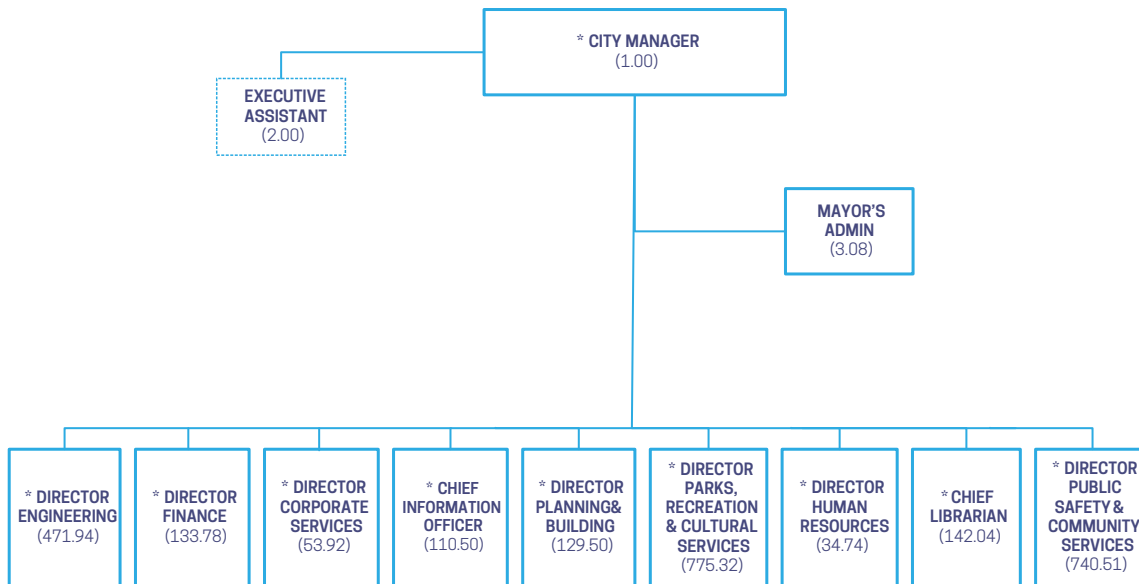 * CITY MANAGER
(1.00)
EXECUTIVE
ASSISTANT
(2.00)
MAYOR'S
ADMIN
(3.08)
* DIRECTOR
ENGINEERING
(471.94)
* DIRECTOR
FINANCE
(133.78)
* DIRECTOR
CORPORATE
SERVICES
(53.92)
* CHIEF
INFORMATION
OFFICER
(110.50)
* DIRECTOR
PLANNING&
BUILDING
(129.50)
* DIRECTOR
PARKS,
RECREATION
& CULTURAL
SERVICES
(775.32)
* DIRECTOR
HUMAN
RESOURCES
(34.74)
* CHIEF
LIBRARIAN
(142.04)
* DIRECTOR
PUBLIC
SAFETY &
COMMUNITY
SERVICES
(740.51)